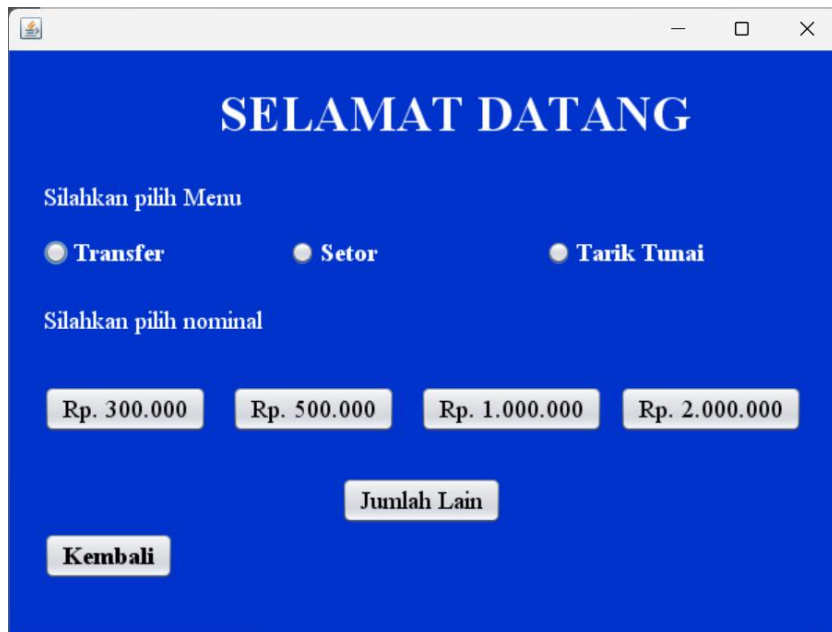 SELAMAT DATANG
Silahkan pilih Menu
Transfer Setor Tarik Tunai
Silahkan pilih nominal
Rp. 300.000 Rp. 500.000 Rp. 1.000.000 Rp. 2.000.000
Jumlah Lain
Kembali